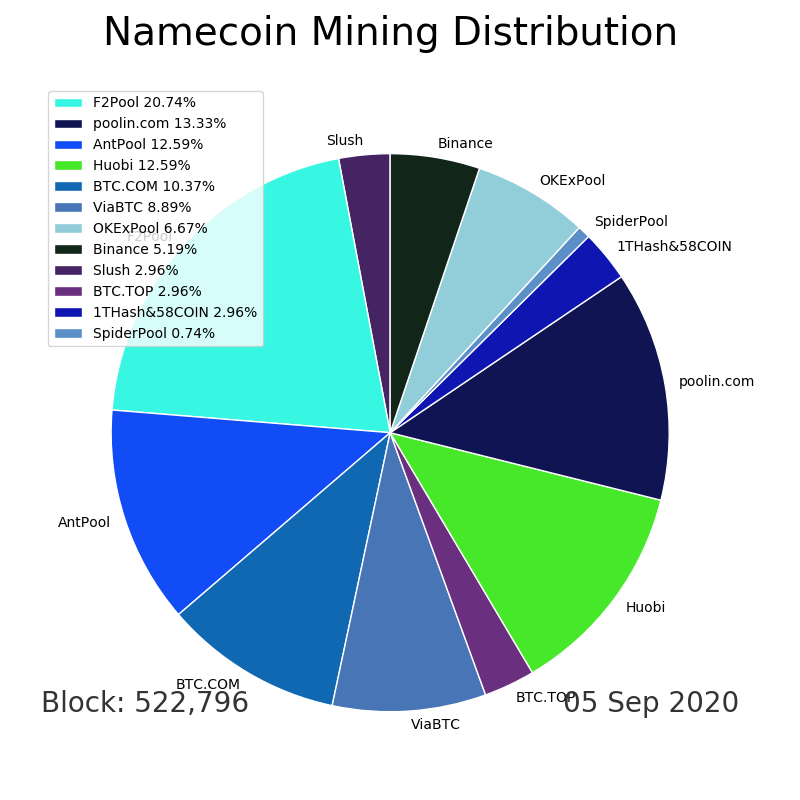 Namecoin Mining Distribution
F2Pool 20.74%
poolin.com 13.33%
AntPool 12.59%
Huobi 12.59%
BTC.COM 10.37%
ViaBTC 8.89%
OKExPool 6.67%
Binance 5.19%
Slush 2.96%
BTC.TOP 2.96%
1THash&58COIN 2.96%
SpiderPool 0.74%
Slush
Binance
OKExPool
SpiderPool
1THash&58COIN
F2Pool
poolin.com
AntPool
Huobi
BTC.COM
BTC.TOP
ViaBTC
Block: 522,796
05 Sep 2020